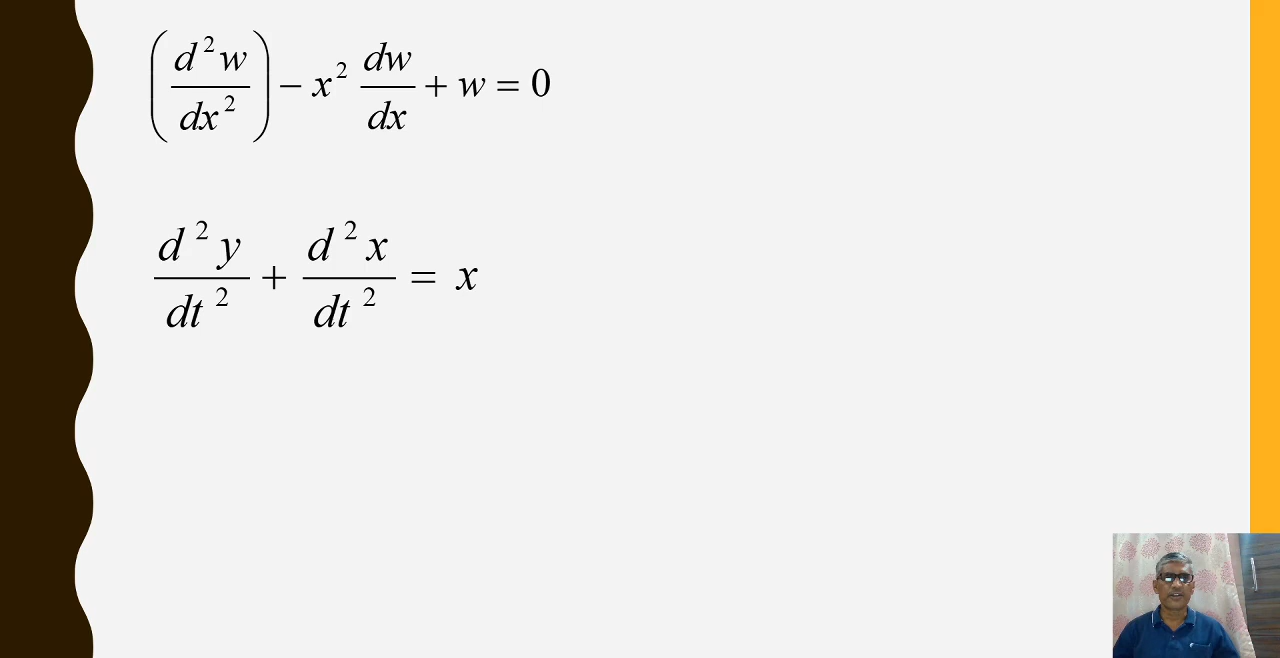 (d²w/dx²) − x² dw/dx + w = 0
d²y/dt² + d²x/dt² = x